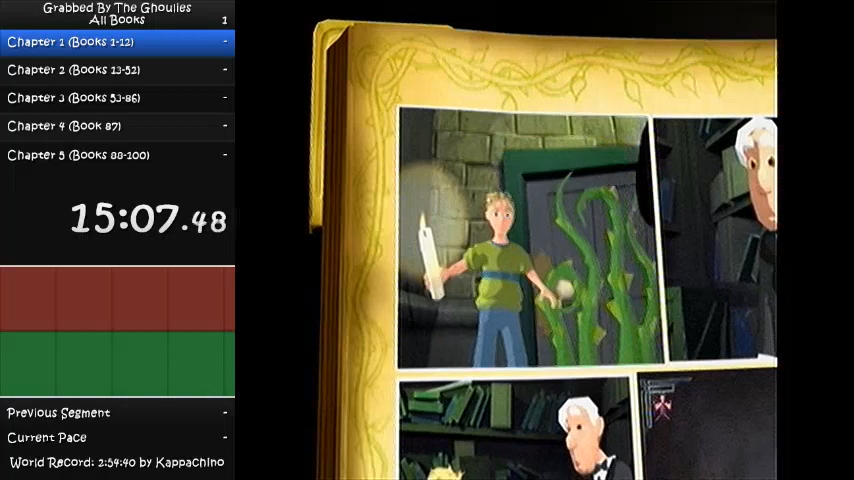 Grabbed By The Ghoulies
All Books 1
Chapter 1 (Books 1-12) -
Chapter 2 (Books 13-52) -
Chapter 3 (Books 53-86) -
Chapter 4 (Book 87) -
Chapter 5 (Books 88-100) -
15:07.48
Previous Segment -
Current Pace -
World Record: 2:54:40 by Kappachino